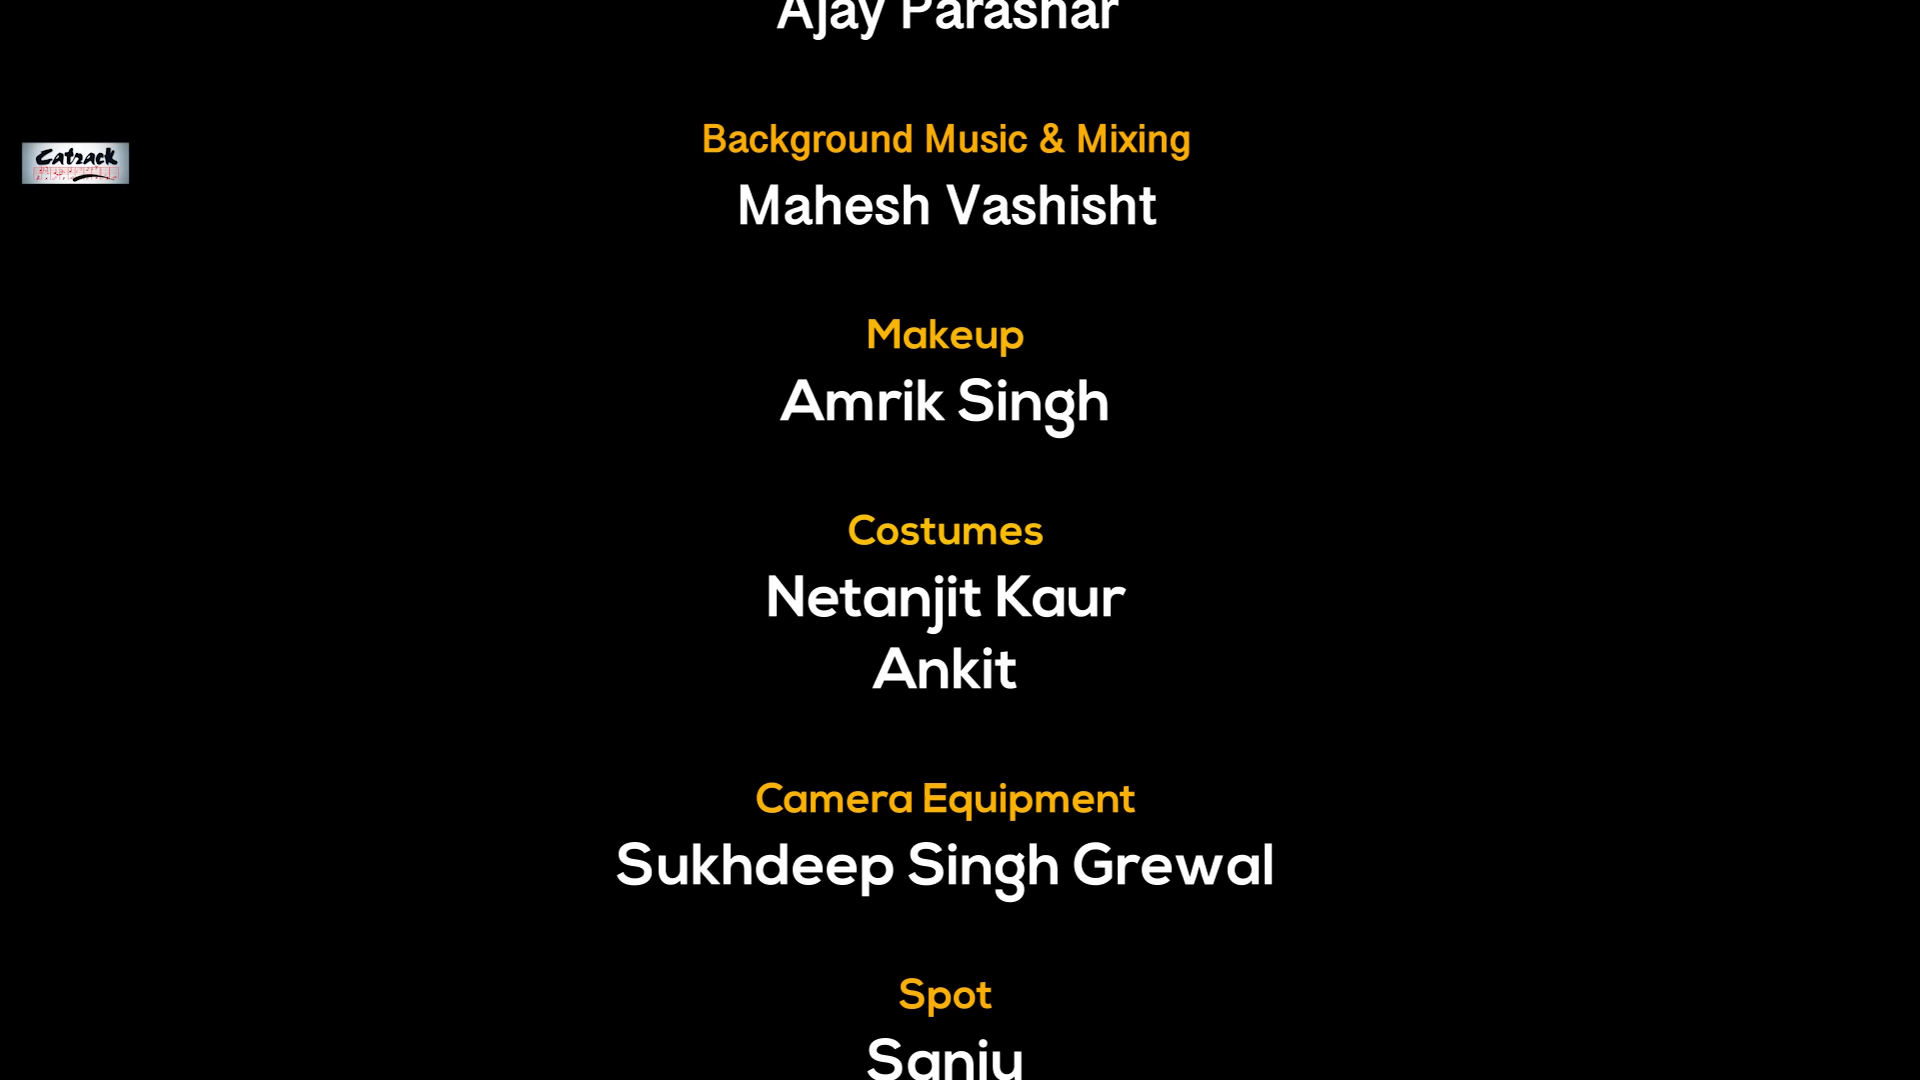 Ajay Parashar
Background Music & Mixing
Catrack
Mahesh Vashisht
Makeup
Amrik Singh
Costumes
Netanjit Kaur
Ankit
Camera Equipment
Sukhdeep Singh Grewal
Spot
Sanju